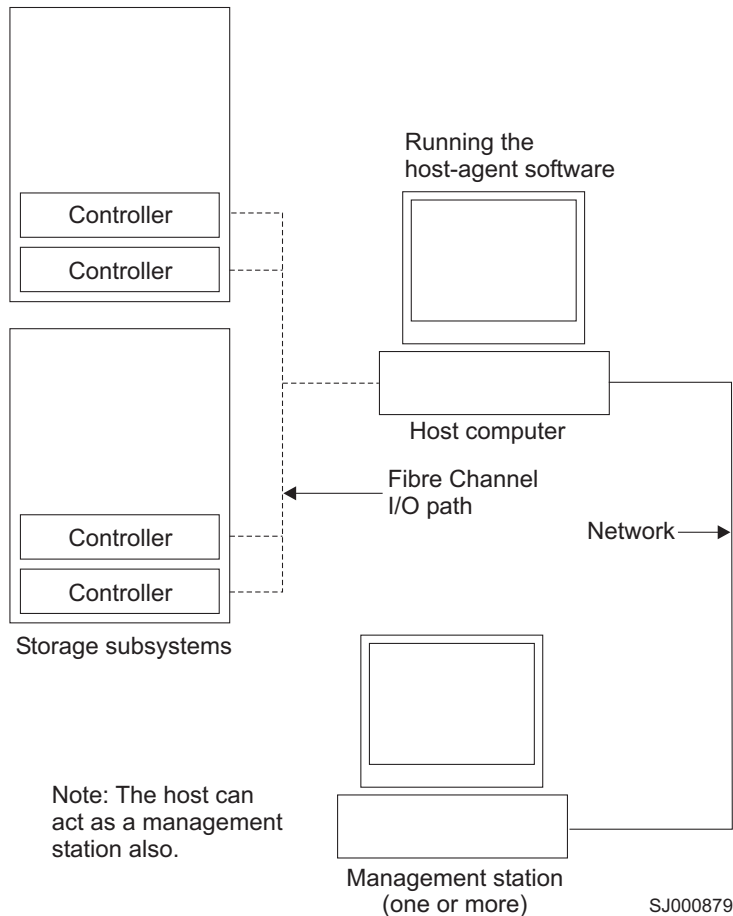 Running the
host-agent software
Controller
Controller
Host computer
Fibre Channel
I/O path
Network
Controller
Controller
Storage subsystems
Note: The host can
act as a management
station also.
Management station
(one or more)
SJ000879